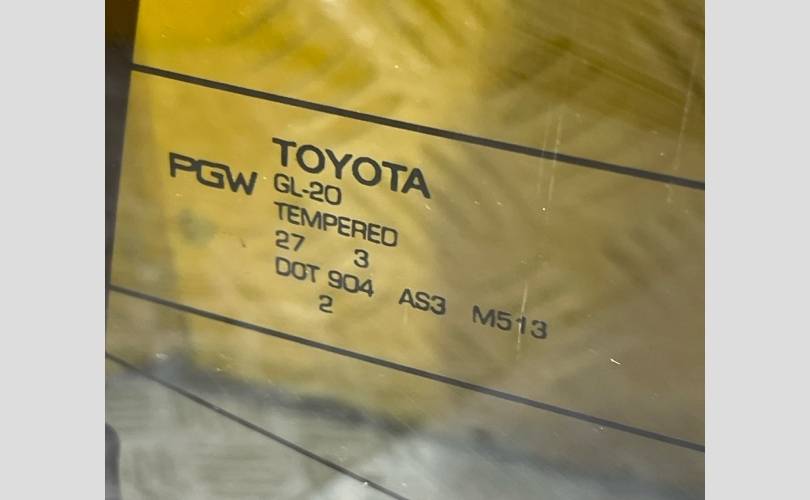 TOYOTA
PGW GL-20
TEMPERED
27 3
DOT 904 AS3 M513
2